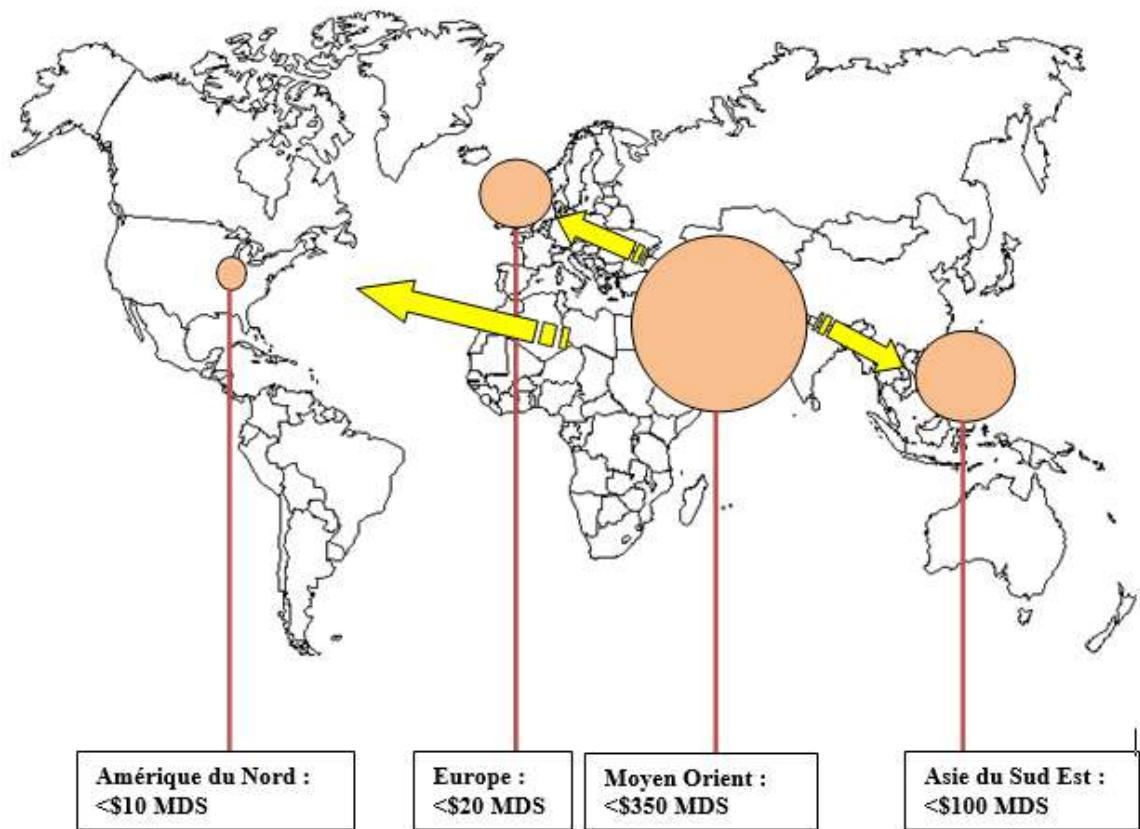 Amérique du Nord :
<$10 MDS
Europe :
<$20 MDS
Moyen Orient :
<$350 MDS
Asie du Sud Est :
<$100 MDS